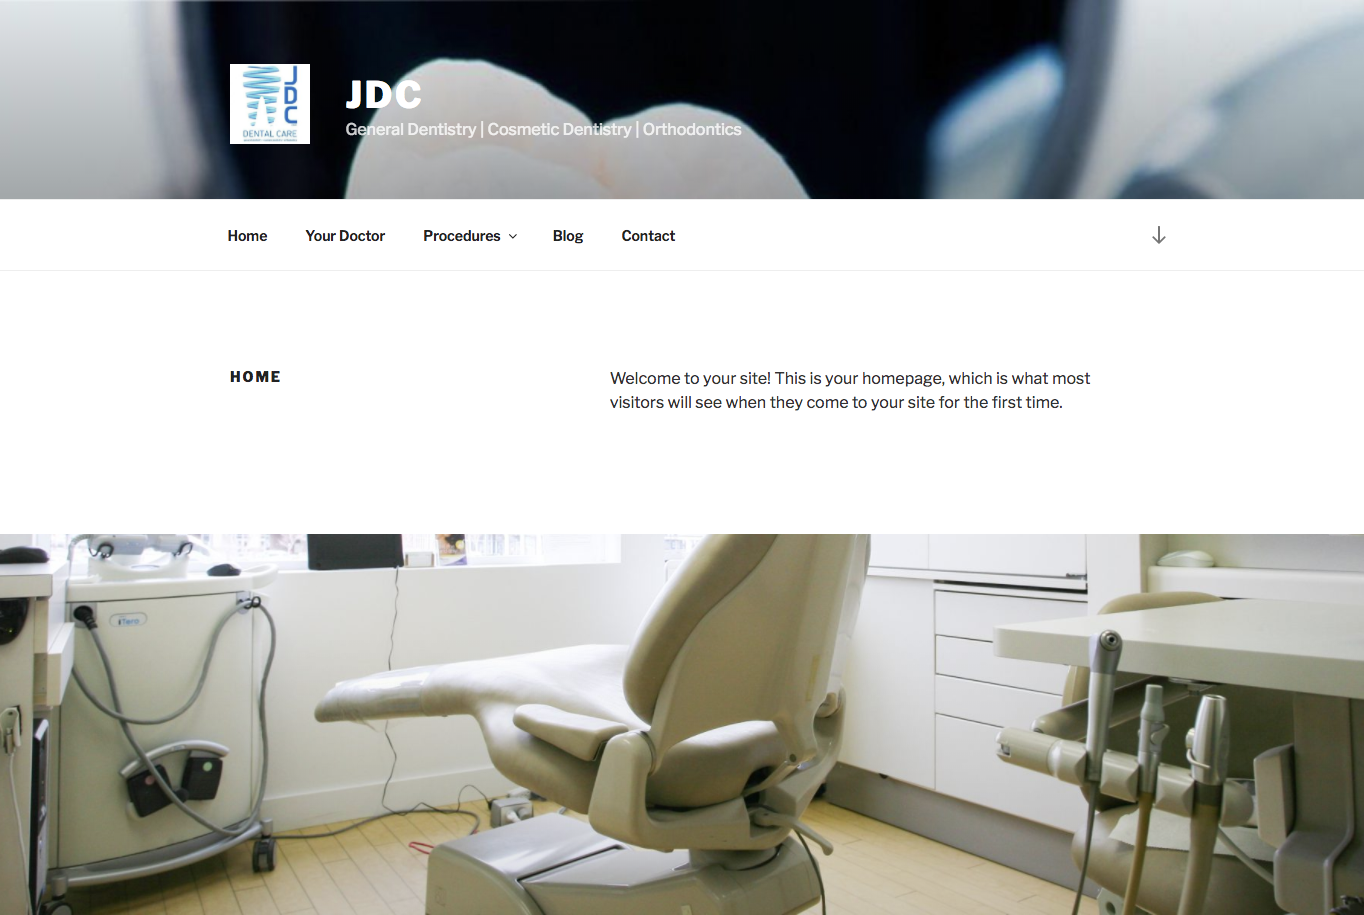 JDC
DENTAL CARE
JDC
General Dentistry | Cosmetic Dentistry | Orthodontics
Home
Your Doctor
Procedures
Blog
Contact
HOME
Welcome to your site! This is your homepage, which is what most
visitors will see when they come to your site for the first time.
iTero